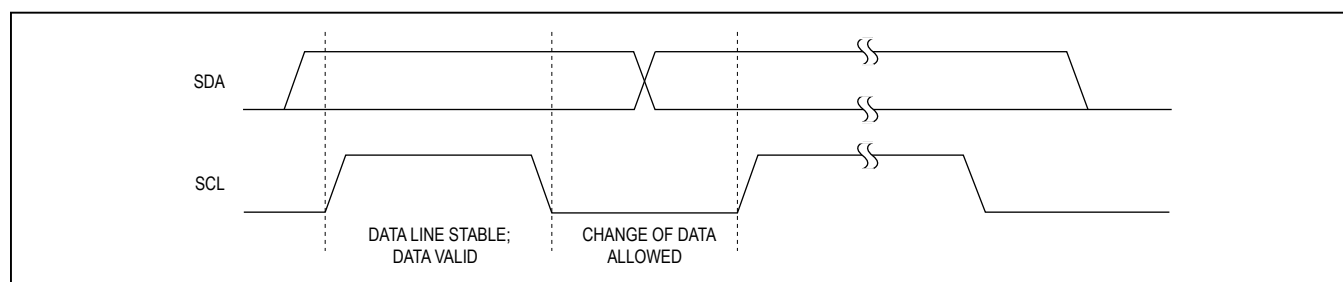 SDA
SCL
DATA LINE STABLE;
DATA VALID
CHANGE OF DATA
ALLOWED